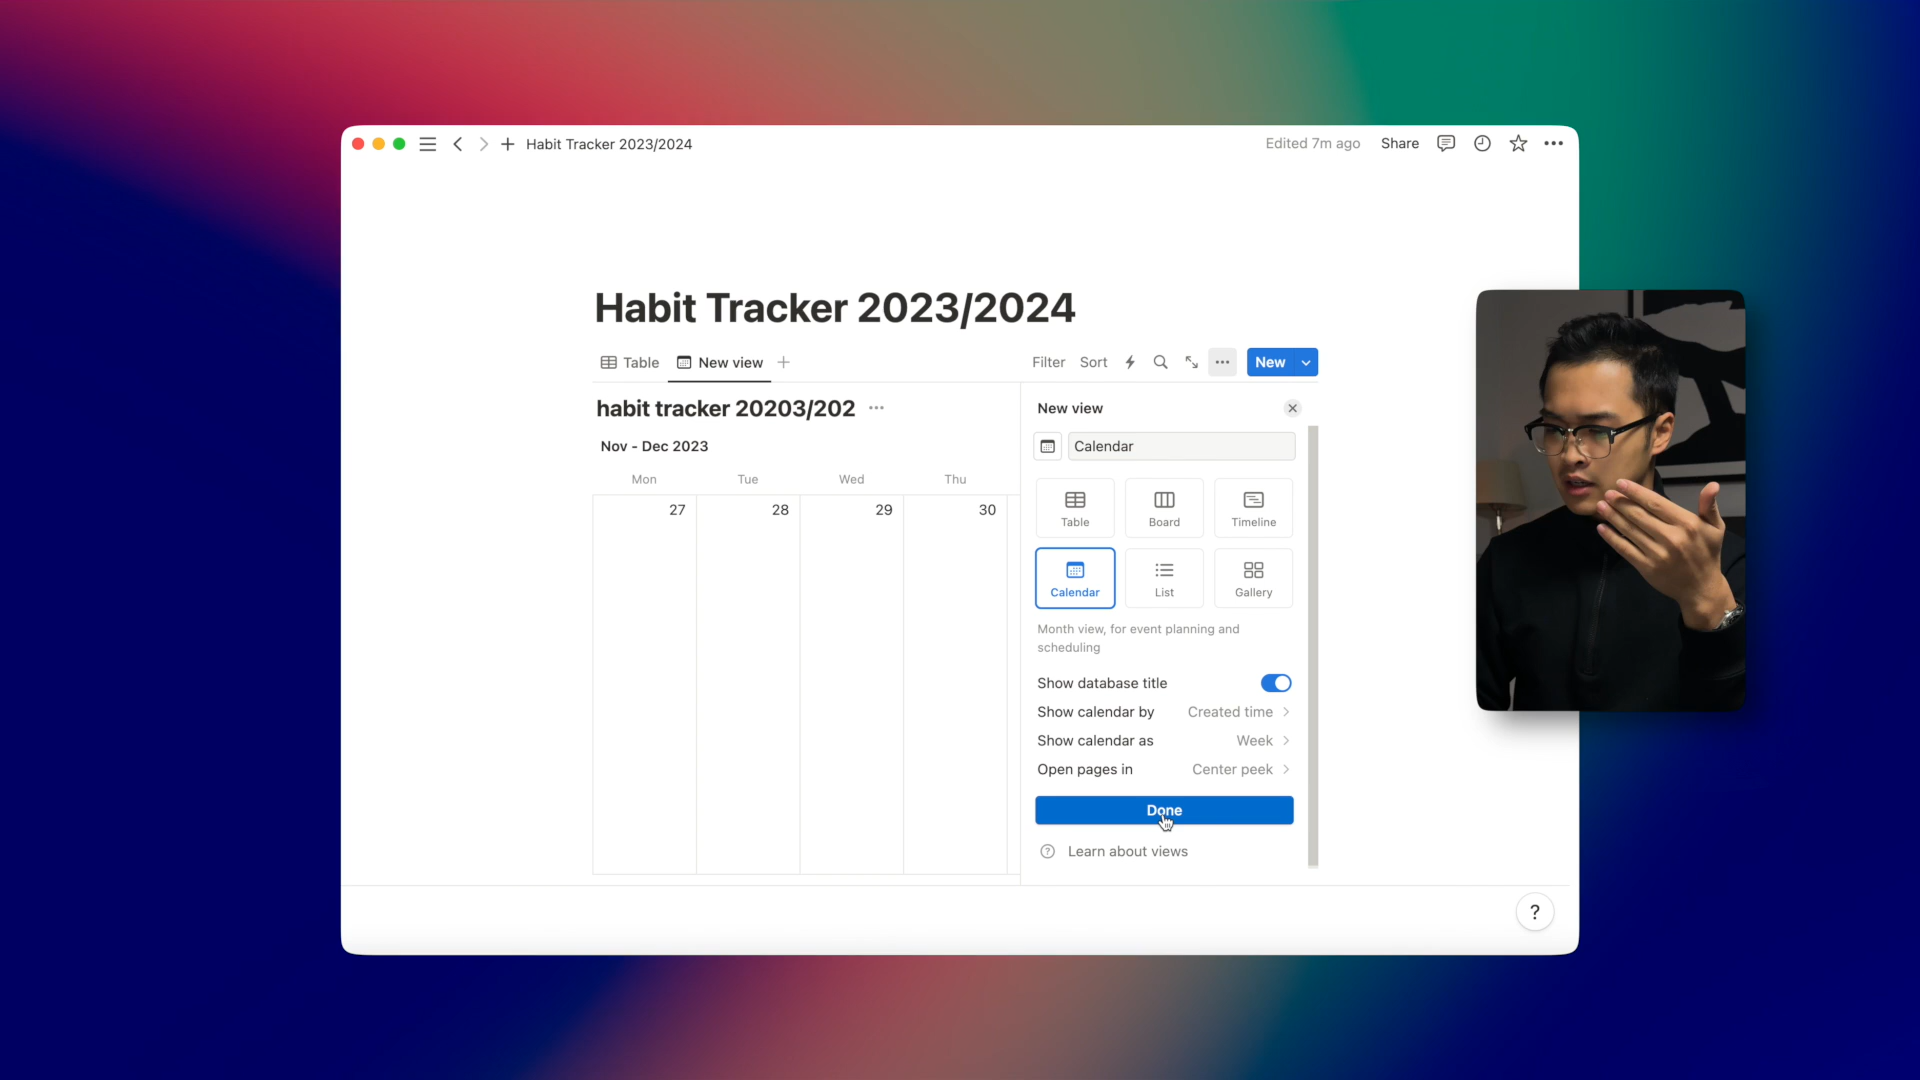 Habit Tracker 2023/2024
Edited 7m ago Share
Habit Tracker 2023/2024
Table New view
Filter Sort New
habit tracker 20203/202
Nov - Dec 2023
Mon Tue Wed Thu
27 28 29 30
New view
Calendar
Table Board Timeline
Calendar List Gallery
Month view, for event planning and
scheduling
Show database title
Show calendar by Created time
Show calendar as Week
Open pages in Center peek
Done
Learn about views
?